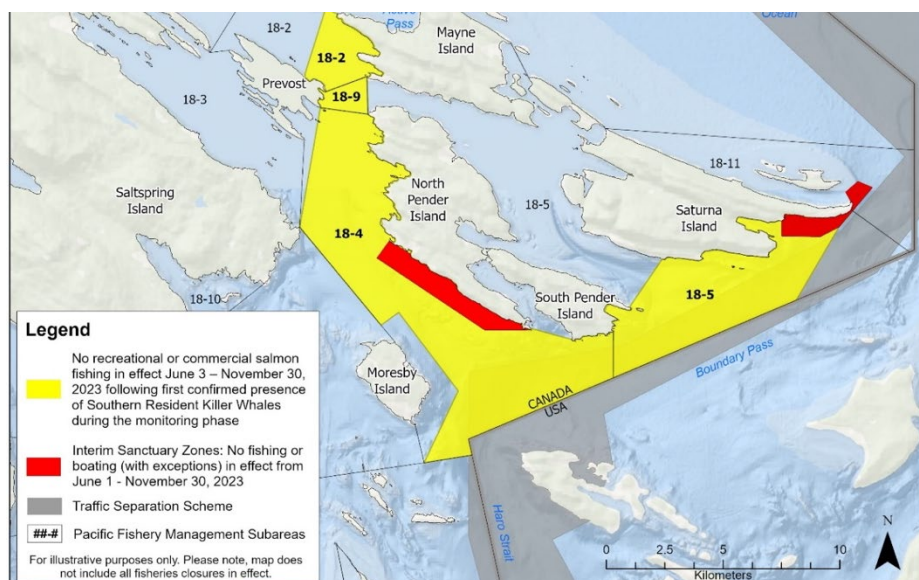 18-2
Active
Pass
Mayne
Island
Ocean
18-2
18-9
Prevost
18-3
18-11
Saltspring
Island
North
Pender
Island
18-5
Saturna
Island
18-4
18-10
South Pender
Island
18-5
Moresby
Island
Boundary Pass
CANADA
USA
Haro Strait
Legend
No recreational or commercial salmon
fishing in effect June 3 – November 30,
2023 following first confirmed presence
of Southern Resident Killer Whales
during the monitoring phase
Interim Sanctuary Zones: No fishing or
boating (with exceptions) in effect from
June 1 - November 30, 2023
Traffic Separation Scheme
##-# Pacific Fishery Management Subareas
For illustrative purposes only. Please note, map does
not include all fisheries closures in effect.
N
0 2.5 5 10
Kilometers